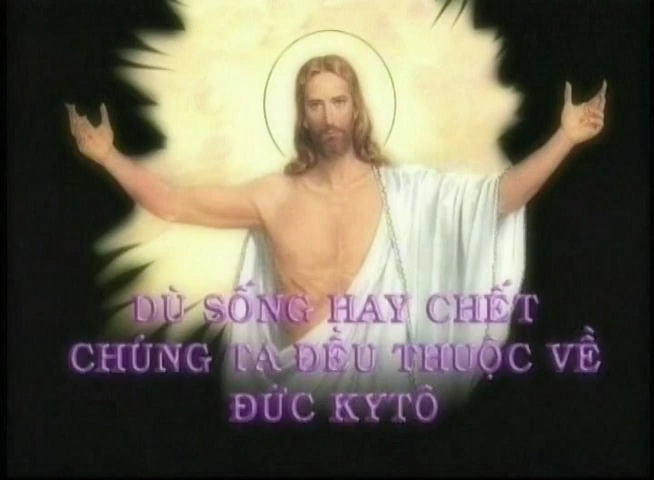 DÙ SỐNG HAY CHẾT
CHÚNG TA ĐỀU THUỘC VỀ
ĐỨC KYTÔ